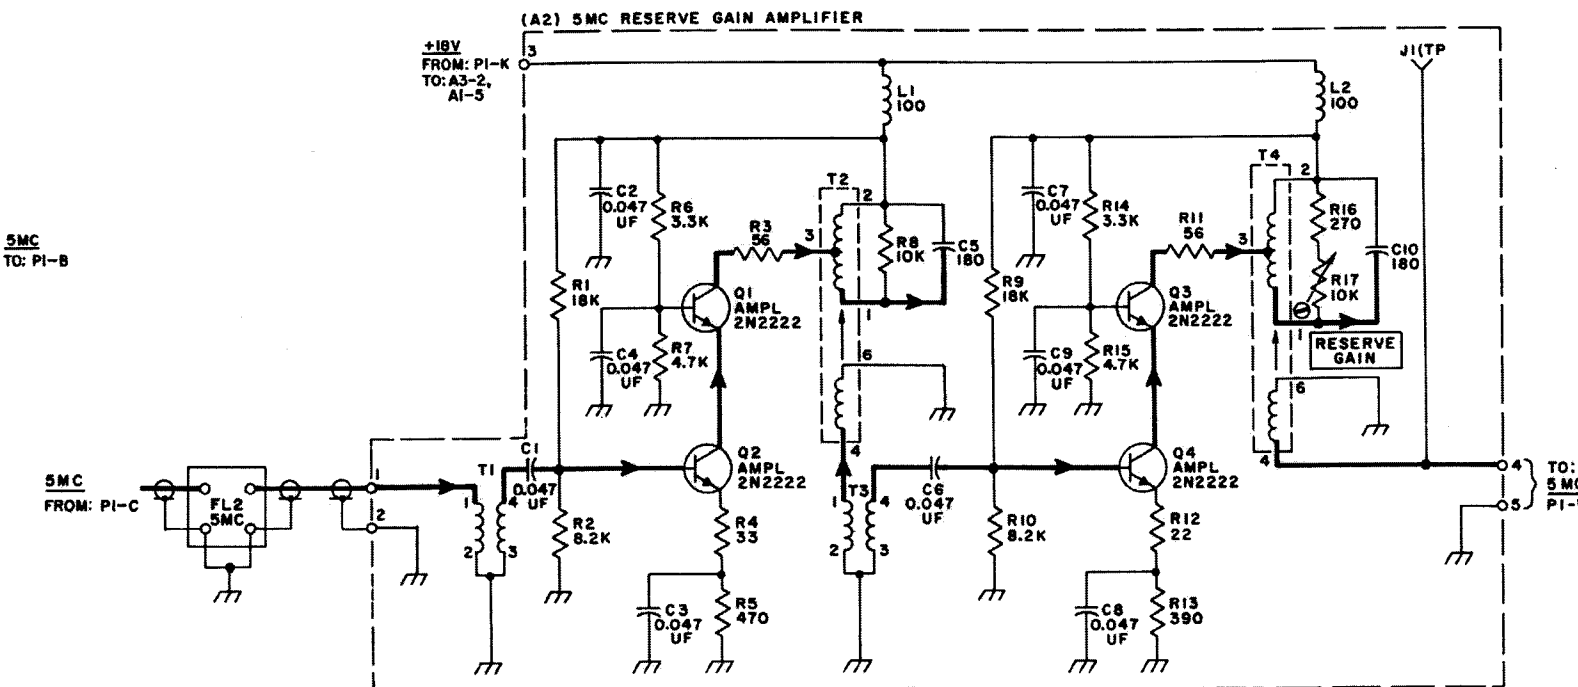 (A2) 5MC RESERVE GAIN AMPLIFIER
+18V
FROM: P1-K
TO: A3-2,
A1-5
3
J1(TP
L1
100
L2
100
5MC
TO: P1-B
C2
0.047
UF
R6
3.3K
R3
56
3
T2
2
R8
10K
C5
180
1
R1
18K
Q1
AMPL
2N2222
C4
0.047
UF
R7
4.7K
6
4
C7
0.047
UF
R14
3.3K
R11
56
3
T4
2
R16
270
R17
10K
C10
180
1
RESERVE
GAIN
R9
18K
Q3
AMPL
2N2222
C9
0.047
UF
R15
4.7K
6
4
5MC
FROM: P1-C
FL2
5MC
1
2
T1
1
2
4
3
C1
0.047
UF
R2
8.2K
Q2
AMPL
2N2222
R4
33
C3
0.047
UF
R5
470
T3
1
2
4
3
C6
0.047
UF
R10
8.2K
Q4
AMPL
2N2222
R12
22
C8
0.047
UF
R13
390
4
5
TO:
5 MC
P1-